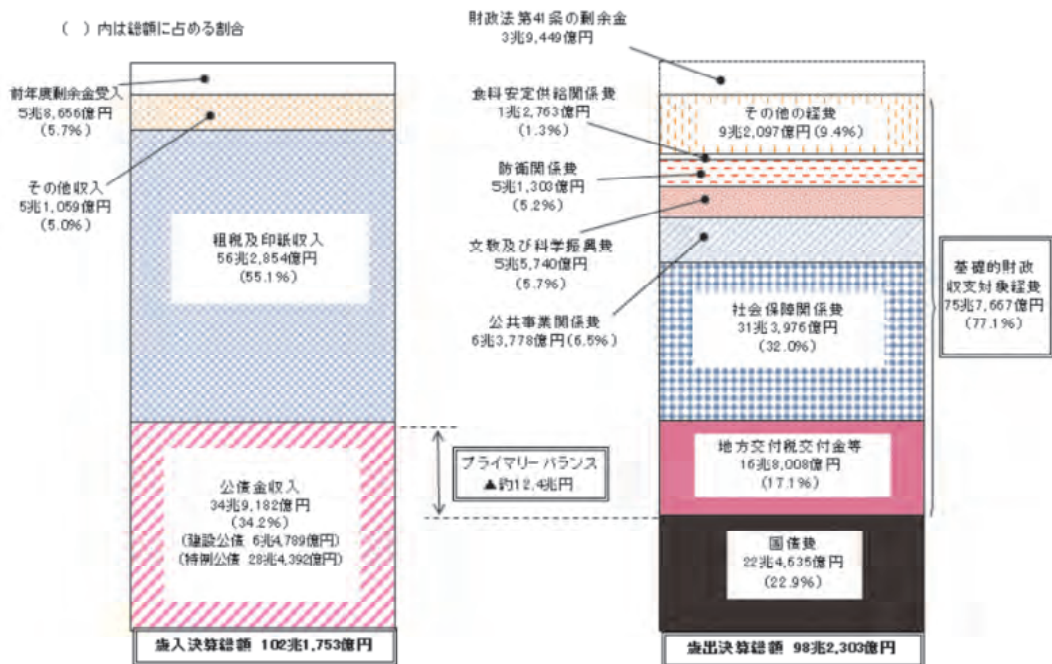 ( ) 内は総額に占める割合
前年度剰余金受入
5兆8,656億円
(5.7%)
その他収入
5兆1,059億円
(5.0%)
租税及印紙収入
56兆2,854億円
(55.1%)
公債金収入
34兆9,182億円
(34.2%)
(建設公債 6兆4,789億円)
(特例公債 28兆4,392億円)
歳入決算総額 102兆1,753億円
プライマリーバランス
▲約12.4兆円
財政法第41条の剰余金
3兆9,449億円
食料安定供給関係費
1兆2,763億円
(1.3%)
防衛関係費
5兆1,303億円
(5.2%)
文教及び科学振興費
5兆5,740億円
(5.7%)
公共事業関係費
6兆3,778億円(6.5%)
その他の経費
9兆2,097億円(9.4%)
社会保障関係費
31兆3,976億円
(32.0%)
地方交付税交付金等
16兆8,008億円
(17.1%)
国債費
22兆4,635億円
(22.9%)
歳出決算総額 98兆2,303億円
基礎的財政
収支対象経費
75兆7,667億円
(77.1%)